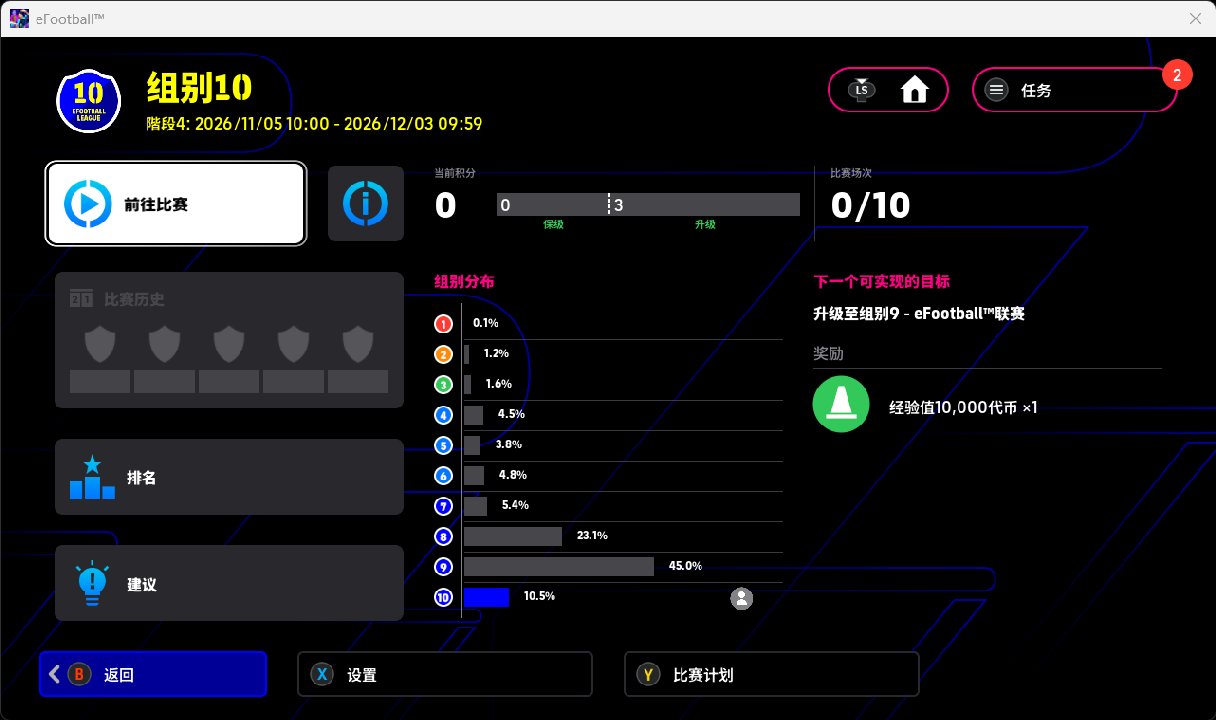 eFootball™
10
EFOOTBALL
LEAGUE
组别10
階段4: 2026/11/05 10:00 - 2026/12/03 09:59
LS
任务
2
前往比赛
当前积分
0
0
3
保级
升级
比赛场次
0/10
2 1 比赛历史
排名
建议
组别分布
1 0.1%
2 1.2%
3 1.6%
4 4.5%
5 3.8%
6 4.8%
7 5.4%
8 23.1%
9 45.0%
10 10.5%
下一个可实现的目标
升级至组别9 - eFootball™联赛
奖励
经验值10,000代币 ×1
B 返回
X 设置
Y 比赛计划